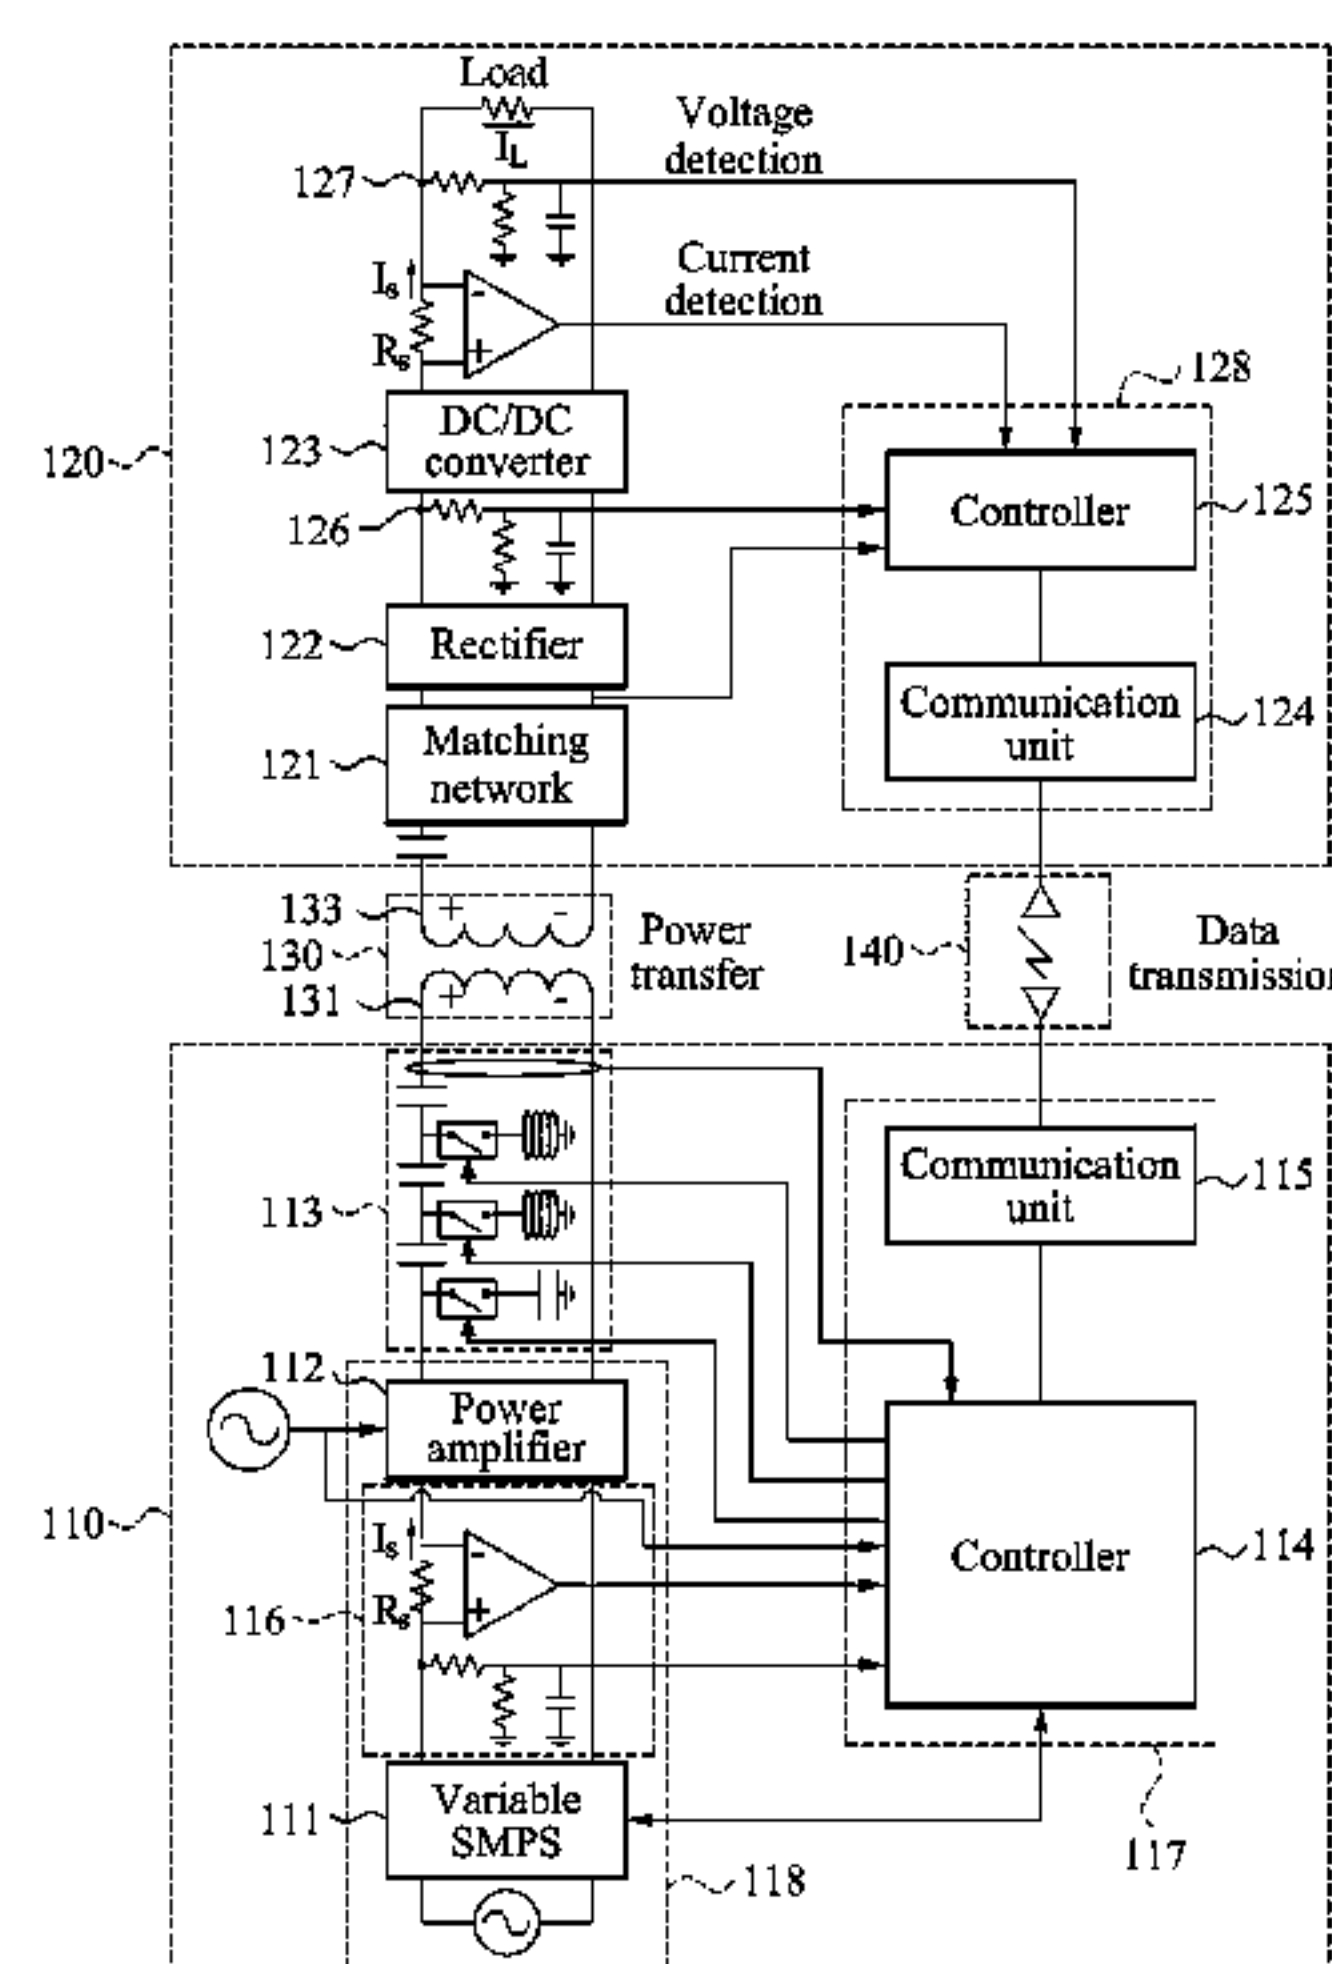 Load
I_L
Voltage
detection
127
I_s
Current
detection
R_s
- 
+
128
DC/DC
converter
123
120
Controller
125
126
Rectifier
122
Communication
unit
124
Matching
network
121
133
+ -
130
Power
transfer
131
+ -
140
Data
transmission
113
Communication
unit
115
112
Power
amplifier
110
I_s
-
R_s
+
116
Controller
114
Variable
SMPS
111
117
118